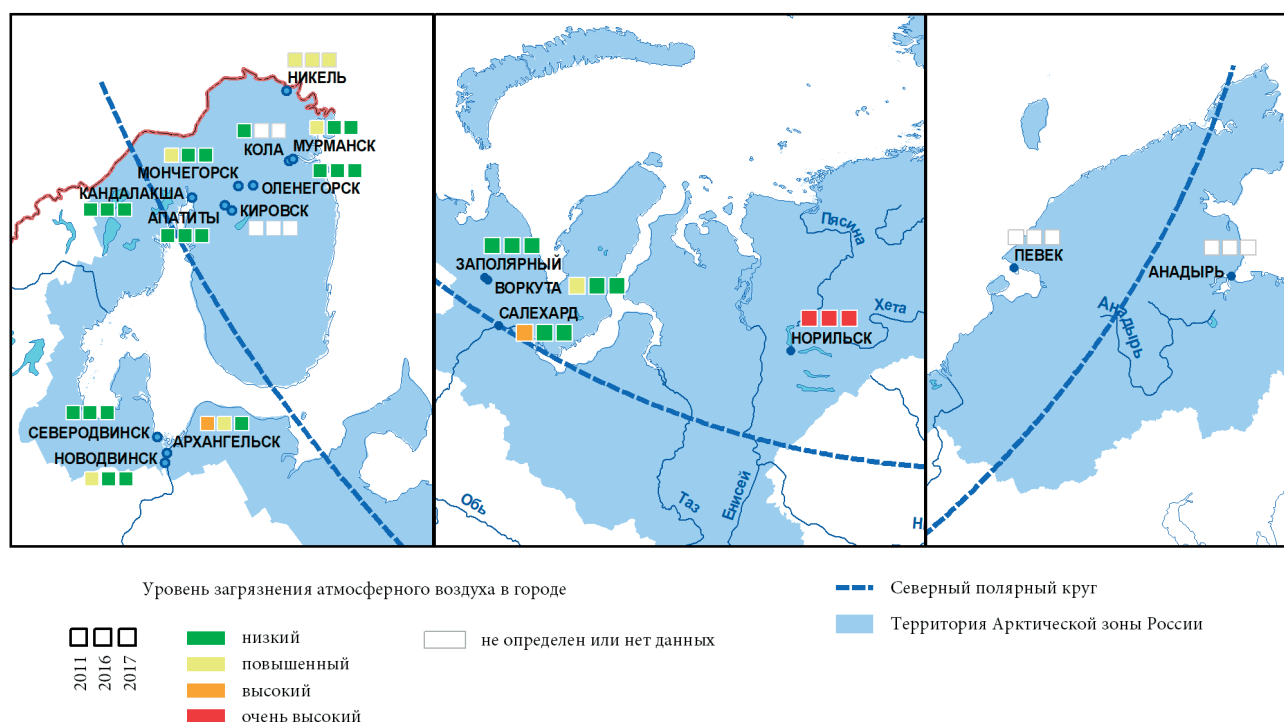 НИКЕЛЬ
КОЛА
МУРМАНСК
МОНЧЕГОРСК
ОЛЕНЕГОРСК
КАНДАЛАКША
АПАТИТЫ
КИРОВСК
СЕВЕРОДВИНСК
АРХАНГЕЛЬСК
НОВОДВИНСК
Пясина
ЗАПОЛЯРНЫЙ
ВОРКУТА
САЛЕХАРД
Хета
НОРИЛЬСК
Обь
Таз
Енисей
Н
ПЕВЕК
АНАДЫРЬ
Анадырь
Уровень загрязнения атмосферного воздуха в городе
2011
2016
2017
низкий
повышенный
высокий
очень высокий
не определен или нет данных
Северный полярный круг
Территория Арктической зоны России